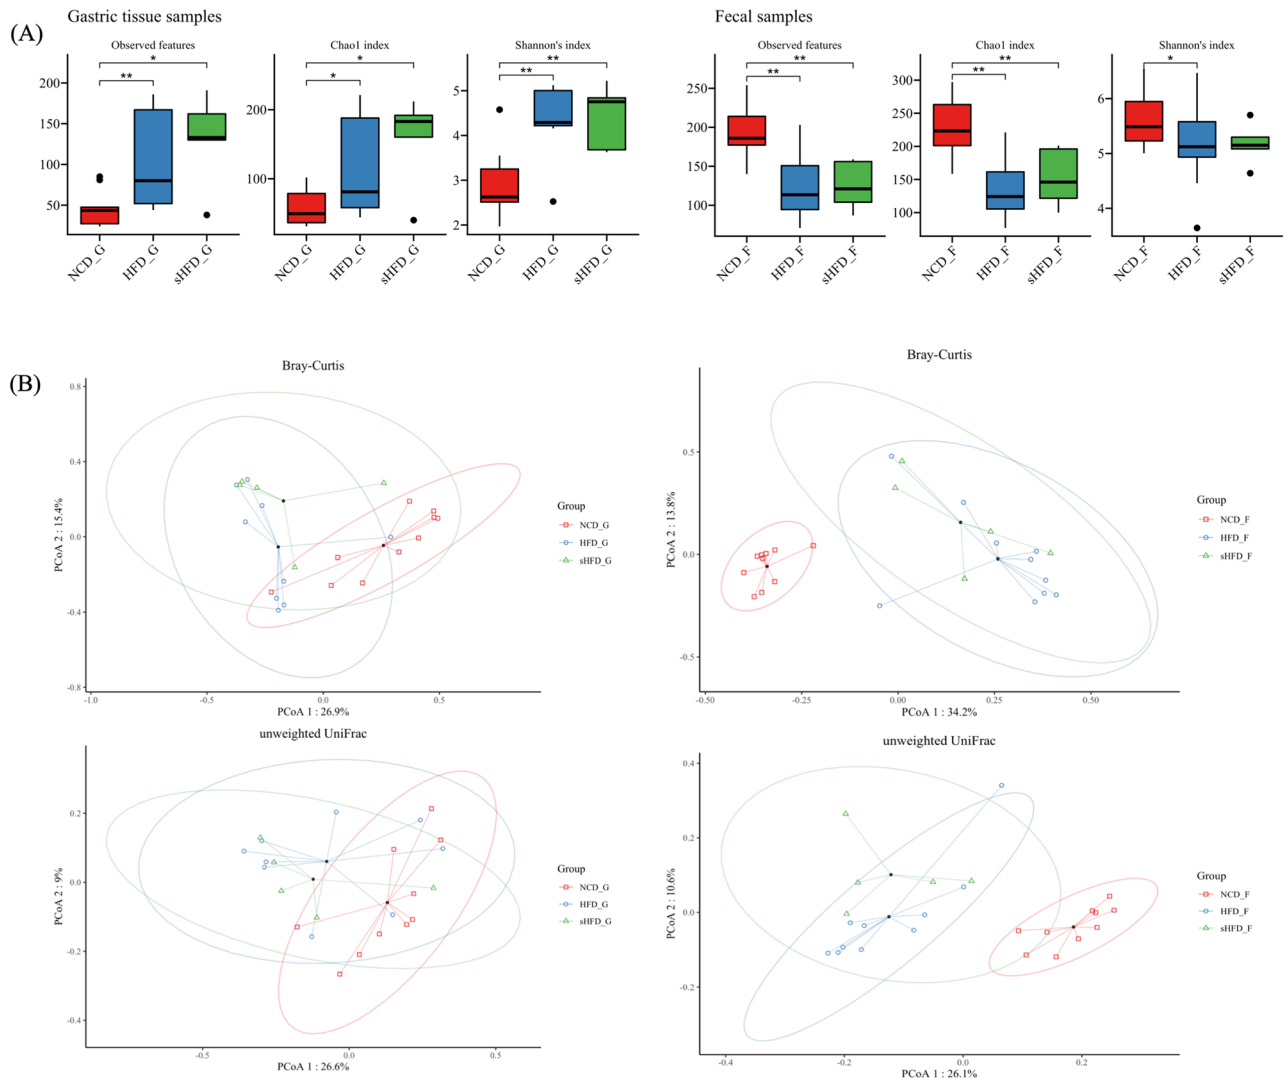 (A)
Gastric tissue samples
Observed features
Chao1 index
Shannon's index
** *
* *
** **
200
150
100
50
200
100
5
4
3
2
NCD_G HFD_G sHFD_G
NCD_G HFD_G sHFD_G
NCD_G HFD_G sHFD_G
Fecal samples
Observed features
Chao1 index
Shannon's index
** **
** **
*
250
200
150
100
300
250
200
150
100
6
5
4
NCD_F HFD_F sHFD_F
NCD_F HFD_F sHFD_F
NCD_F HFD_F sHFD_F
(B)
Bray-Curtis
PCoA 2 : 15.4%
0.8
0.4
0.0
-0.4
-0.8
-1.0 -0.5 0.0 0.5
PCoA 1 : 26.9%
Group
NCD_G
HFD_G
sHFD_G
Bray-Curtis
PCoA 2 : 13.8%
0.5
0.0
-0.5
-0.50 -0.25 0.00 0.25 0.50
PCoA 1 : 34.2%
Group
NCD_F
HFD_F
sHFD_F
unweighted UniFrac
PCoA 2 : 9%
0.2
0.0
-0.2
-0.4
-0.5 0.0 0.5
PCoA 1 : 26.6%
Group
NCD_G
HFD_G
sHFD_G
unweighted UniFrac
PCoA 2 : 10.6%
0.4
0.2
0.0
-0.2
-0.4 -0.2 0.0 0.2
PCoA 1 : 26.1%
Group
NCD_F
HFD_F
sHFD_F